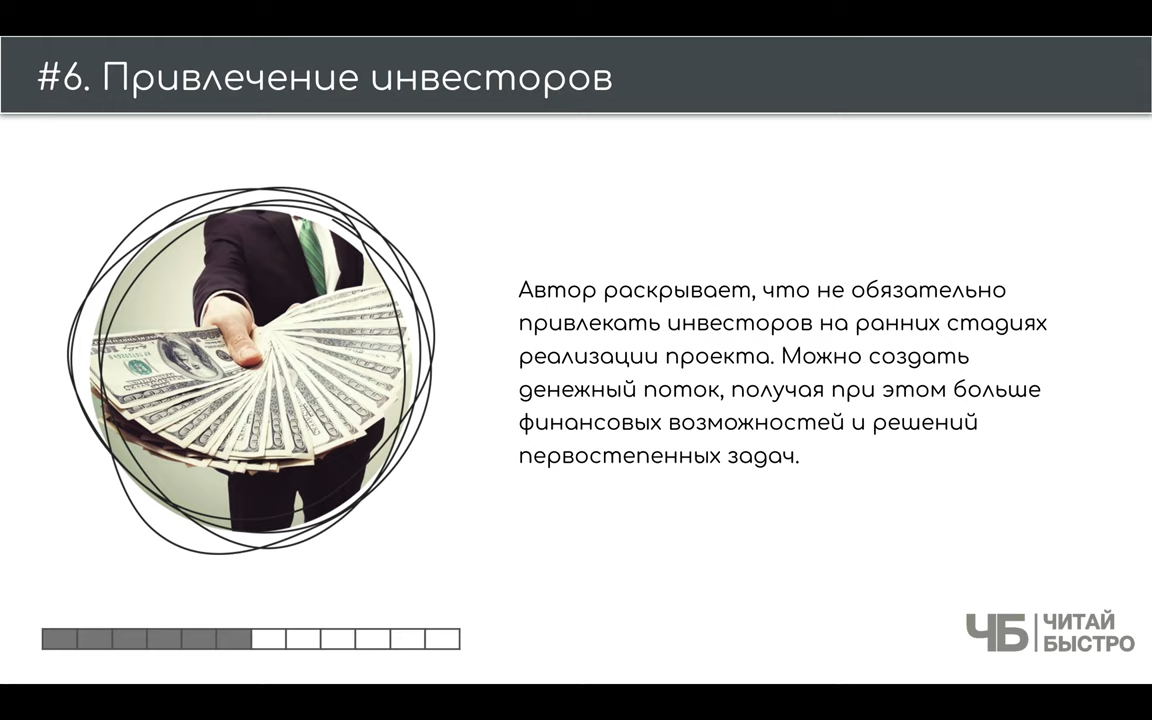 #6. Привлечение инвесторов
Автор раскрывает, что не обязательно
привлекать инвесторов на ранних стадиях
реализации проекта. Можно создать
денежный поток, получая при этом больше
финансовых возможностей и решений
первостепенных задач.
ЧБ
ЧИТАЙ
БЫСТРО